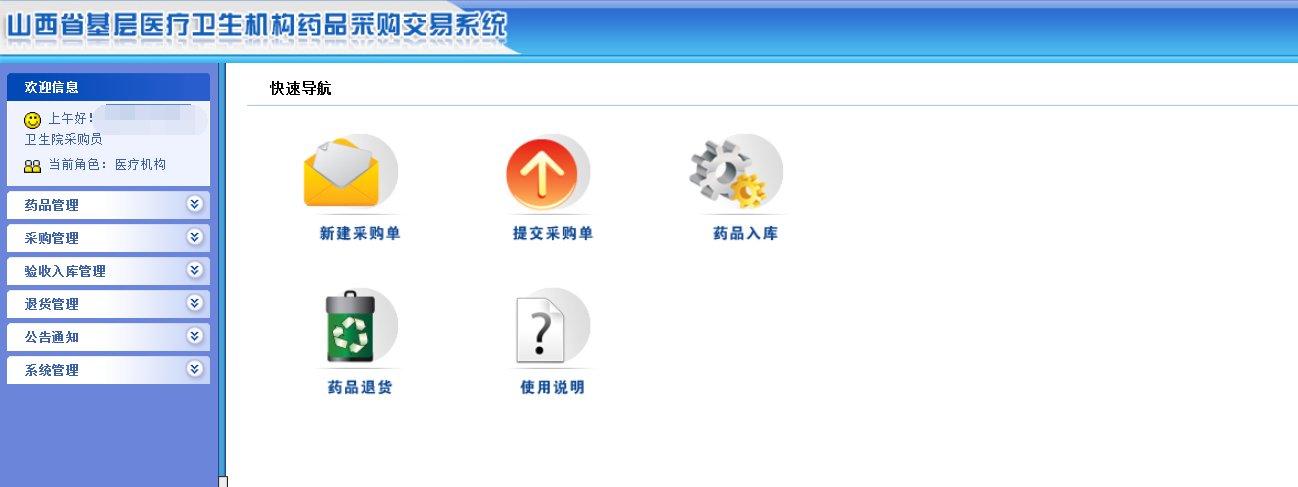 山西省基层医疗卫生机构药品采购交易系统
欢迎信息
上午好!
卫生院采购员
当前角色: 医疗机构
药品管理
采购管理
验收入库管理
退货管理
公告通知
系统管理
快速导航
新建采购单
提交采购单
药品入库
药品退货
?
使用说明